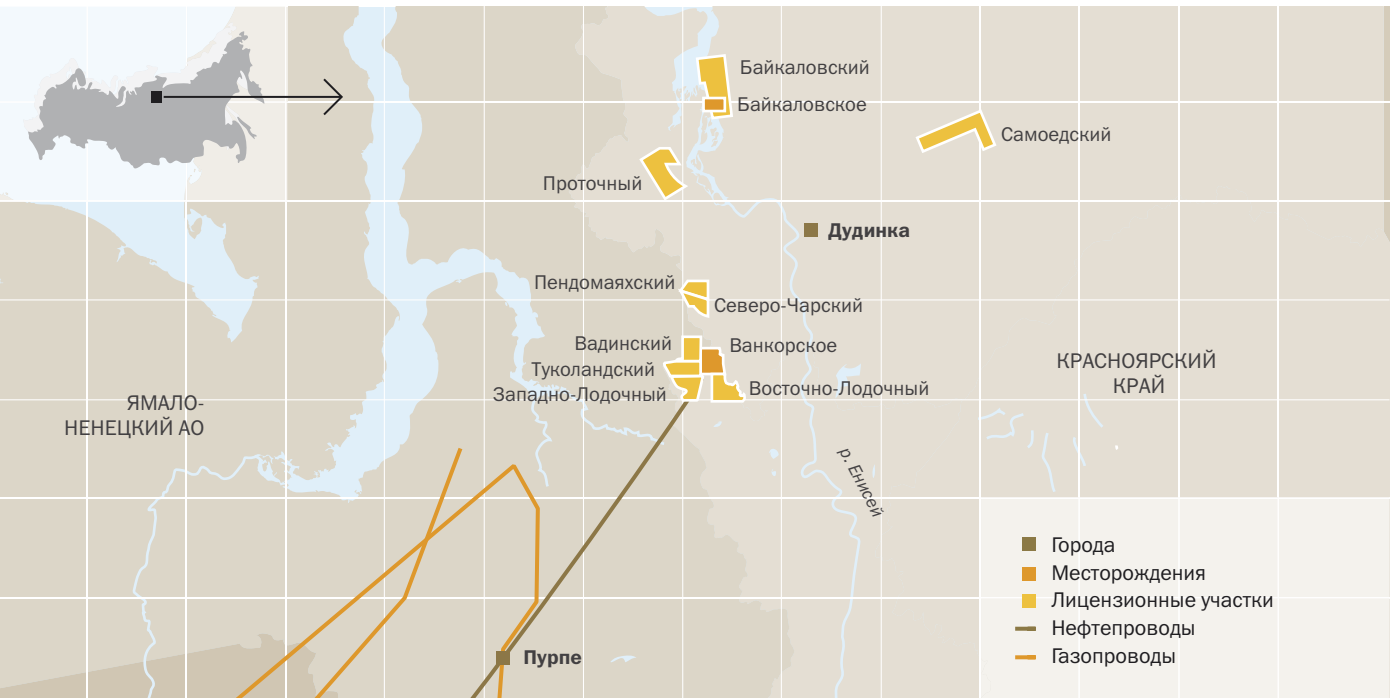 Байкаловский
Байкаловское
Самоедский
Проточный
Дудинка
Пендомаяхский
Северо-Чарский
Вадинский
Ванкорское
Туколандский
Западно-Лодочный
Восточно-Лодочный
КРАСНОЯРСКИЙ
КРАЙ
ЯМАЛО-
НЕНЕЦКИЙ АО
р. Енисей
Города
Месторождения
Лицензионные участки
Нефтепроводы
Газопроводы
Пурпе